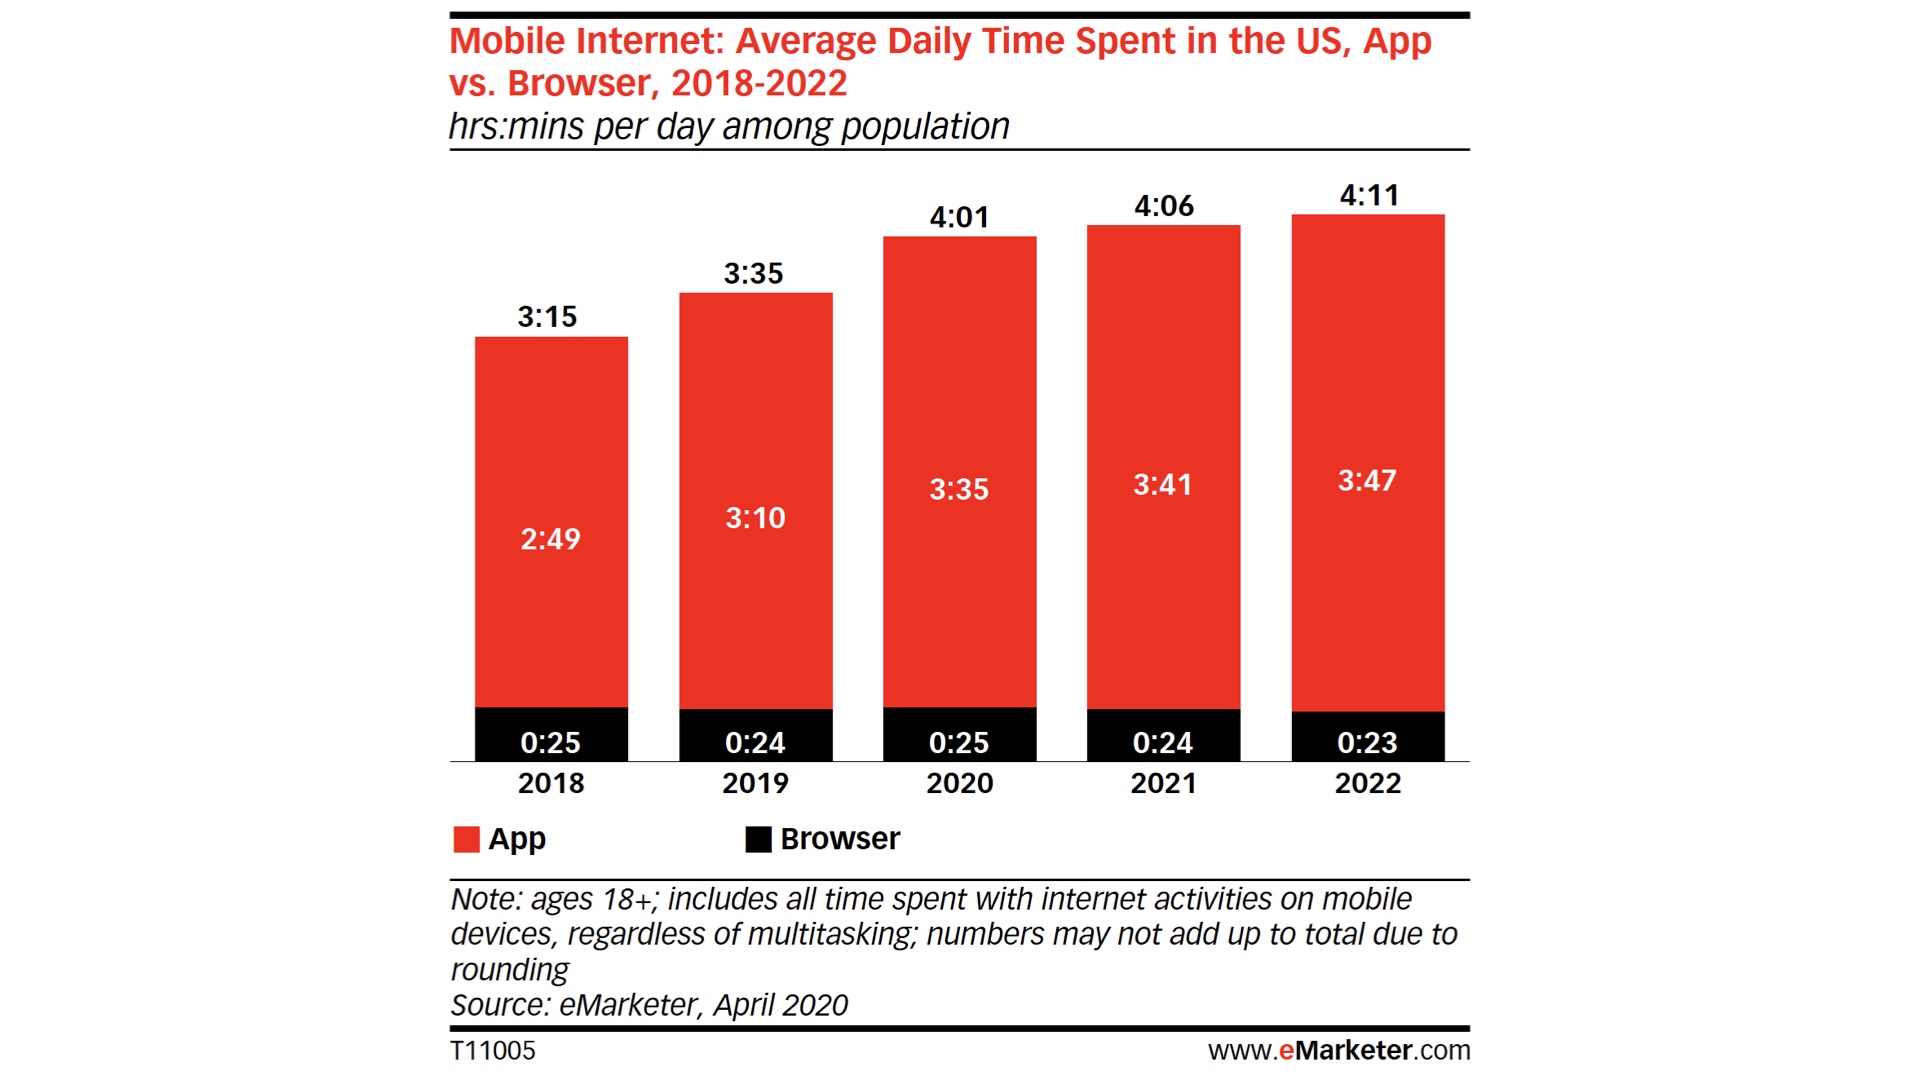 Mobile Internet: Average Daily Time Spent in the US, App
vs. Browser, 2018-2022
hrs:mins per day among population
3:15
3:35
4:01
4:06
4:11
2:49
3:10
3:35
3:41
3:47
0:25
0:24
0:25
0:24
0:23
2018
2019
2020
2021
2022
App
Browser
Note: ages 18+; includes all time spent with internet activities on mobile
devices, regardless of multitasking; numbers may not add up to total due to
rounding
Source: eMarketer, April 2020
T11005
www.eMarketer.com